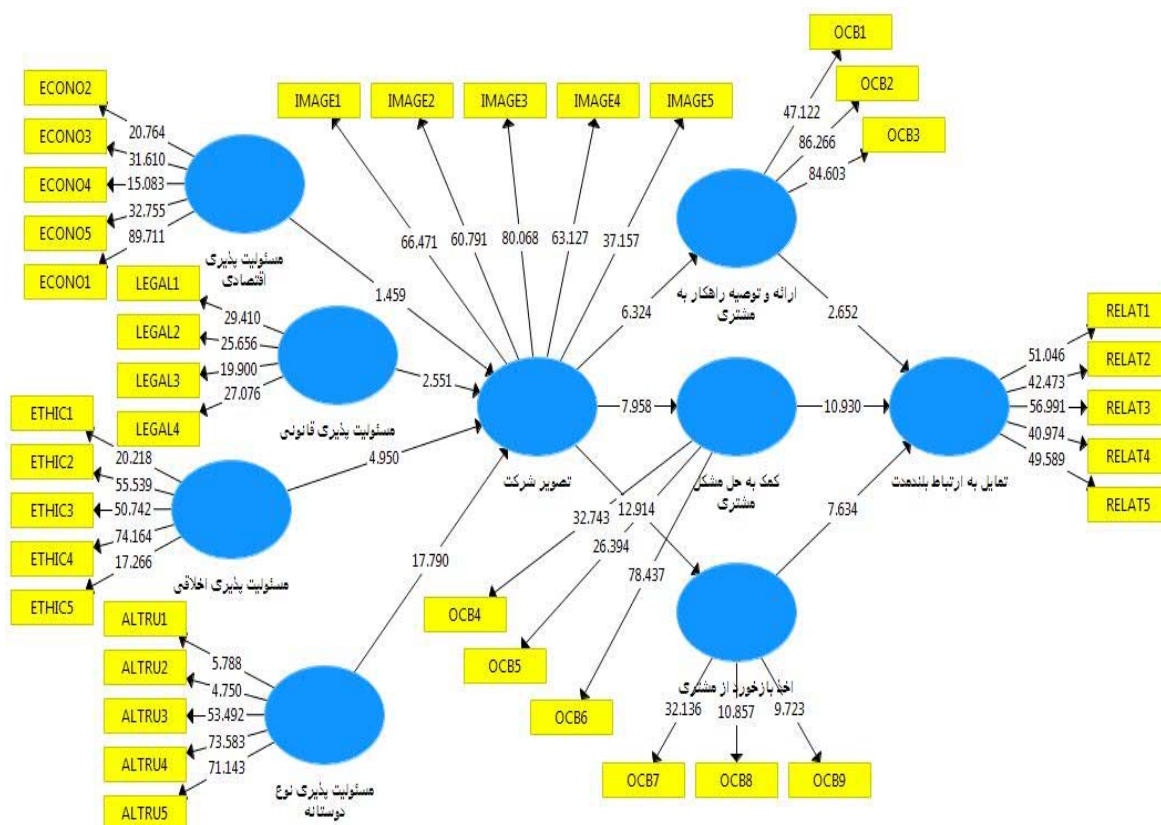 OCB1
OCB2
OCB3
47.122
86.266
84.603
ECONO2
ECONO3
ECONO4
ECONO5
ECONO1
20.764
31.610
15.083
32.755
89.711
مسئولیت پذیری
اقتصادی
IMAGE1
IMAGE2
IMAGE3
IMAGE4
IMAGE5
66.471
60.791
80.068
63.127
37.157
LEGAL1
LEGAL2
LEGAL3
LEGAL4
29.410
25.656
19.900
27.076
مسئولیت پذیری قانونی
1.459
2.551
4.950
17.790
ارائه و توصیه راهکار به
مشتری
6.324
2.652
7.958
10.930
12.914
7.634
تصویر شرکت
کمک به حل مشکل
مشتری
تمایل به ارتباط بلندمدت
RELAT1
RELAT2
RELAT3
RELAT4
RELAT5
51.046
42.473
56.991
40.974
49.589
ETHIC1
ETHIC2
ETHIC3
ETHIC4
ETHIC5
20.218
55.539
50.742
74.164
17.266
مسئولیت پذیری اخلاقی
32.743
26.394
78.437
OCB4
OCB5
OCB6
ALTRU1
ALTRU2
ALTRU3
ALTRU4
ALTRU5
5.788
4.750
53.492
73.583
71.143
مسئولیت پذیری نوع
دوستانه
اخذ بازخورد از مشتری
32.136
10.857
9.723
OCB7
OCB8
OCB9